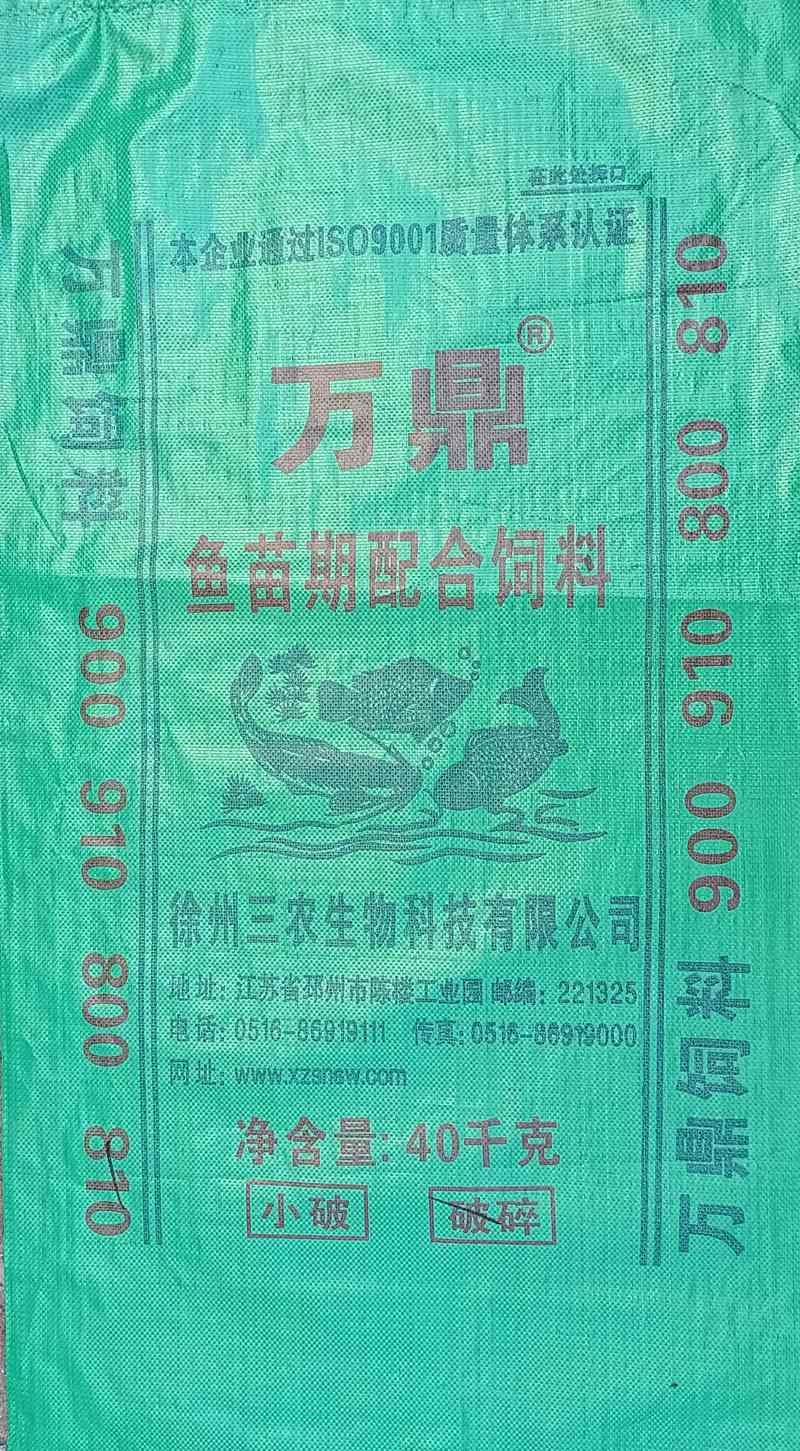 在此处拆口
本企业通过ISO9001质量体系认证
万鼎®
鱼苗期配合饲料
徐州三农生物科技有限公司
地址: 江苏省邳州市陈楼工业园 邮编: 221325
电话: 0516-86919111 传真: 0516-86919000
网址: www.xzsnsw.com
净含量: 40千克
小破 破碎
万鼎饲料 900 910 800 810
万鼎饲料 900 910 800 810